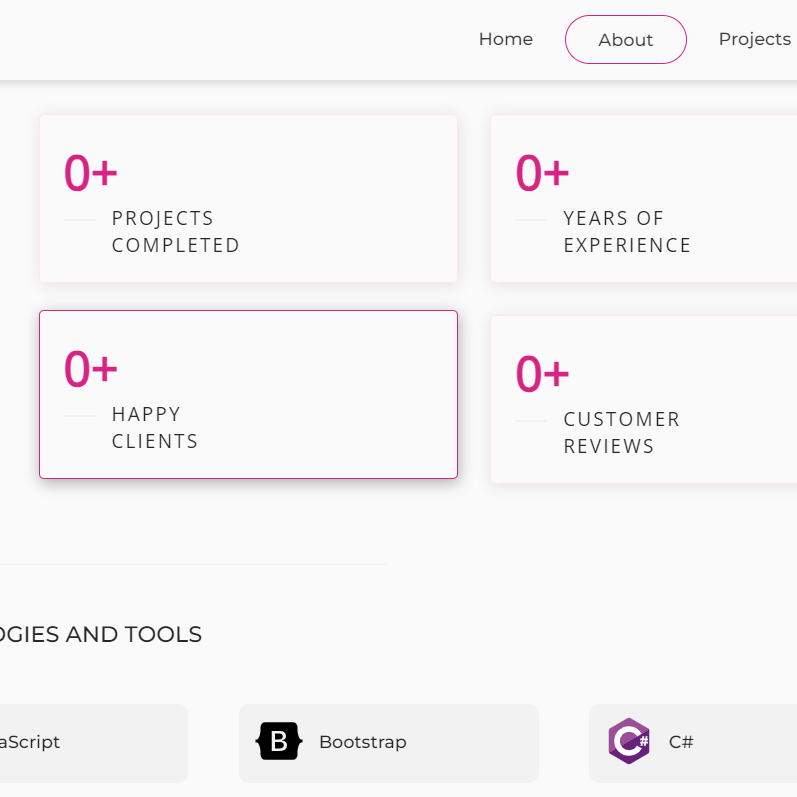 Home About Projects
0+ 0+
PROJECTS YEARS OF
COMPLETED EXPERIENCE
0+ 0+
HAPPY CUSTOMER
CLIENTS REVIEWS
OGIES AND TOOLS
aScript B Bootstrap C# C#